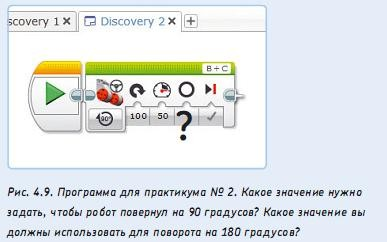 scovery 1 Discovery 2
B + C
90°
100 50 ?
Рис. 4.9. Программа для практикума № 2. Какое значение нужно
задать, чтобы робот повернул на 90 градусов? Какое значение вы
должны использовать для поворота на 180 градусов?